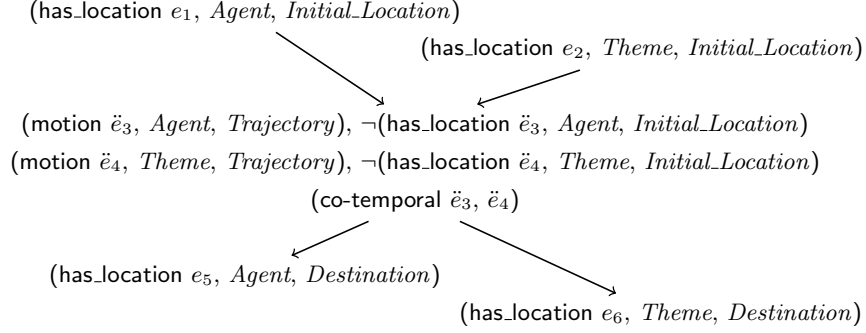 (has_location e₁, Agent, Initial_Location)
(has_location e₂, Theme, Initial_Location)
(motion ë₃, Agent, Trajectory), ¬(has_location ë₃, Agent, Initial_Location)
(motion ë₄, Theme, Trajectory), ¬(has_location ë₄, Theme, Initial_Location)
(co-temporal ë₃, ë₄)
(has_location e₅, Agent, Destination)
(has_location e₆, Theme, Destination)